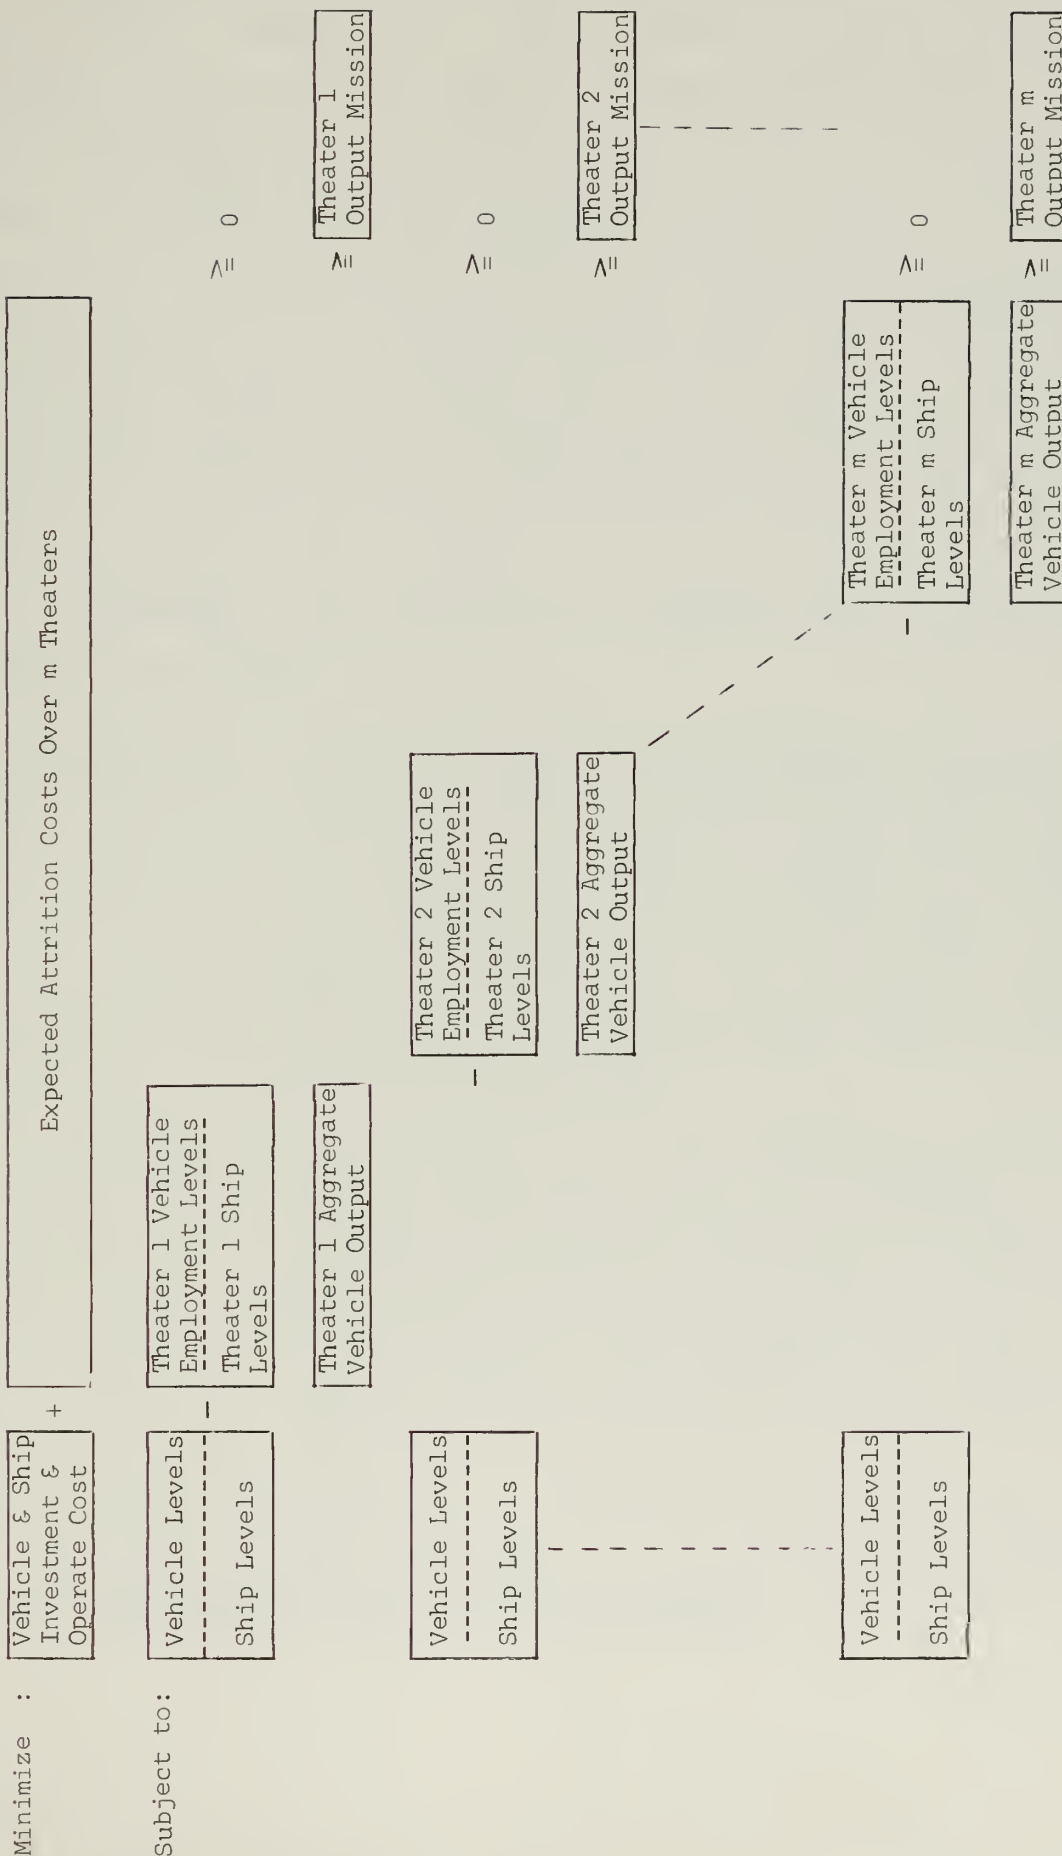 Minimize :
Vehicle & Ship
Investment &
Operate Cost
+
Expected Attrition Costs Over m Theaters
Subject to:
Vehicle Levels
Ship Levels
-
Theater 1 Vehicle
Employment Levels
Theater 1 Ship
Levels
≥ 0
Theater 1 Aggregate
Vehicle Output
≥
Theater 1
Output Mission
Vehicle Levels
Ship Levels
-
Theater 2 Vehicle
Employment Levels
Theater 2 Ship
Levels
≥ 0
Theater 2 Aggregate
Vehicle Output
≥
Theater 2
Output Mission
Vehicle Levels
Ship Levels
-
Theater m Vehicle
Employment Levels
Theater m Ship
Levels
≥ 0
Theater m Aggregate
Vehicle Output
≥
Theater m
Output Mission